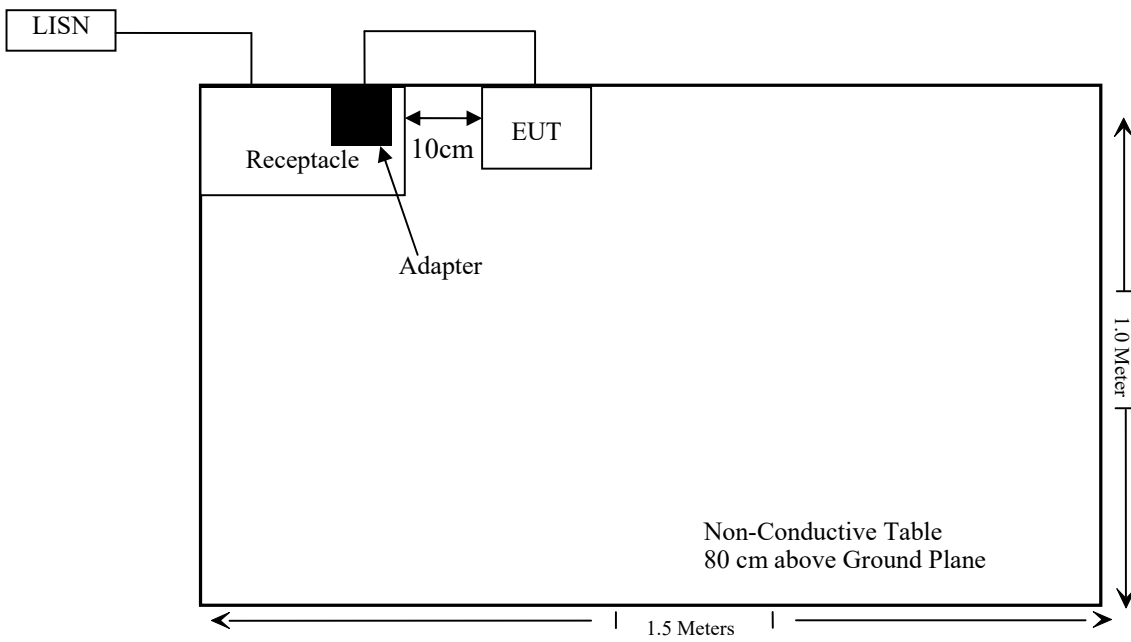 LISN
EUT
10cm
Receptacle
Adapter
1.0 Meter
Non-Conductive Table
80 cm above Ground Plane
1.5 Meters